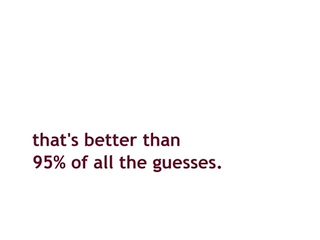 that's better than
95% of all the guesses.